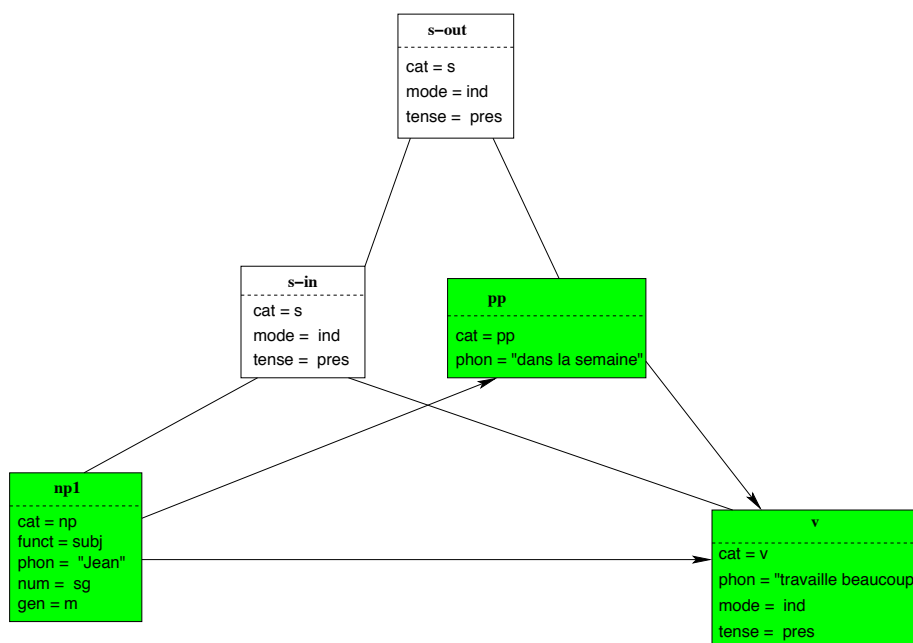 s-out
cat = s
mode = ind
tense = pres
s-in
cat = s
mode = ind
tense = pres
pp
cat = pp
phon = "dans la semaine"
np1
cat = np
funct = subj
phon = "Jean"
num = sg
gen = m
v
cat = v
phon = "travaille beaucoup
mode = ind
tense = pres